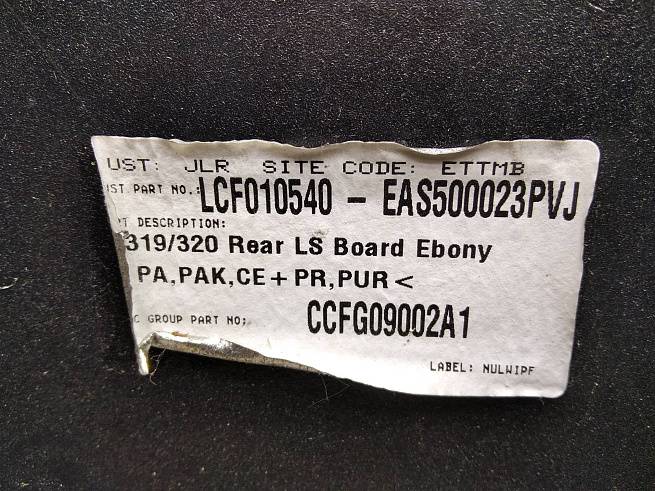 UST: JLR SITE CODE: ETTMB
ST PART NO.: LCF010540 - EAS500023PVJ
T DESCRIPTION:
319/320 Rear LS Board Ebony
PA,PAK,CE+PR,PUR<
C GROUP PART NO; CCFG09002A1
LABEL: NULWIPF